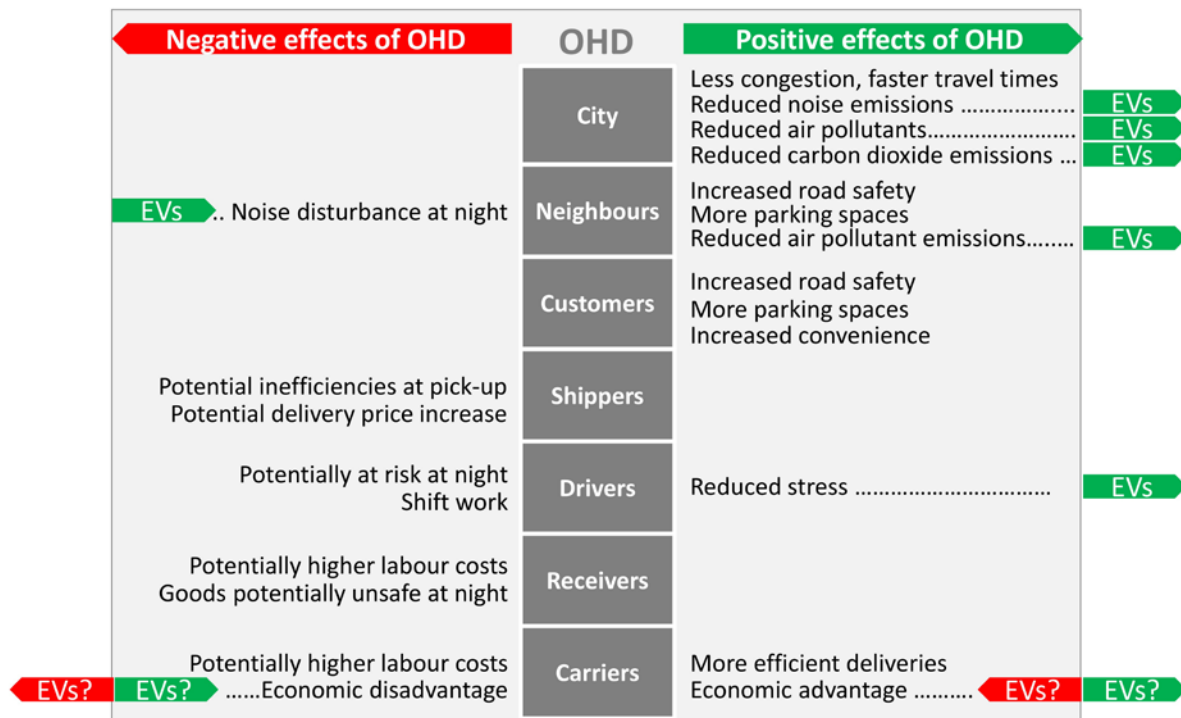 Negative effects of OHD OHD Positive effects of OHD
Less congestion, faster travel times
City Reduced noise emissions ……………….... EVs
Reduced air pollutants……………………. EVs
Reduced carbon dioxide emissions … EVs
EVs .. Noise disturbance at night Neighbours Increased road safety
More parking spaces
Reduced air pollutant emissions…..... EVs
Customers Increased road safety
More parking spaces
Increased convenience
Potential inefficiencies at pick-up
Potential delivery price increase
Shippers
Potentially at risk at night
Shift work
Drivers Reduced stress …………………………… EVs
Potentially higher labour costs
Goods potentially unsafe at night
Receivers
Potentially higher labour costs Carriers More efficient deliveries
EVs? EVs? ......Economic disadvantage Economic advantage ………. EVs? EVs?